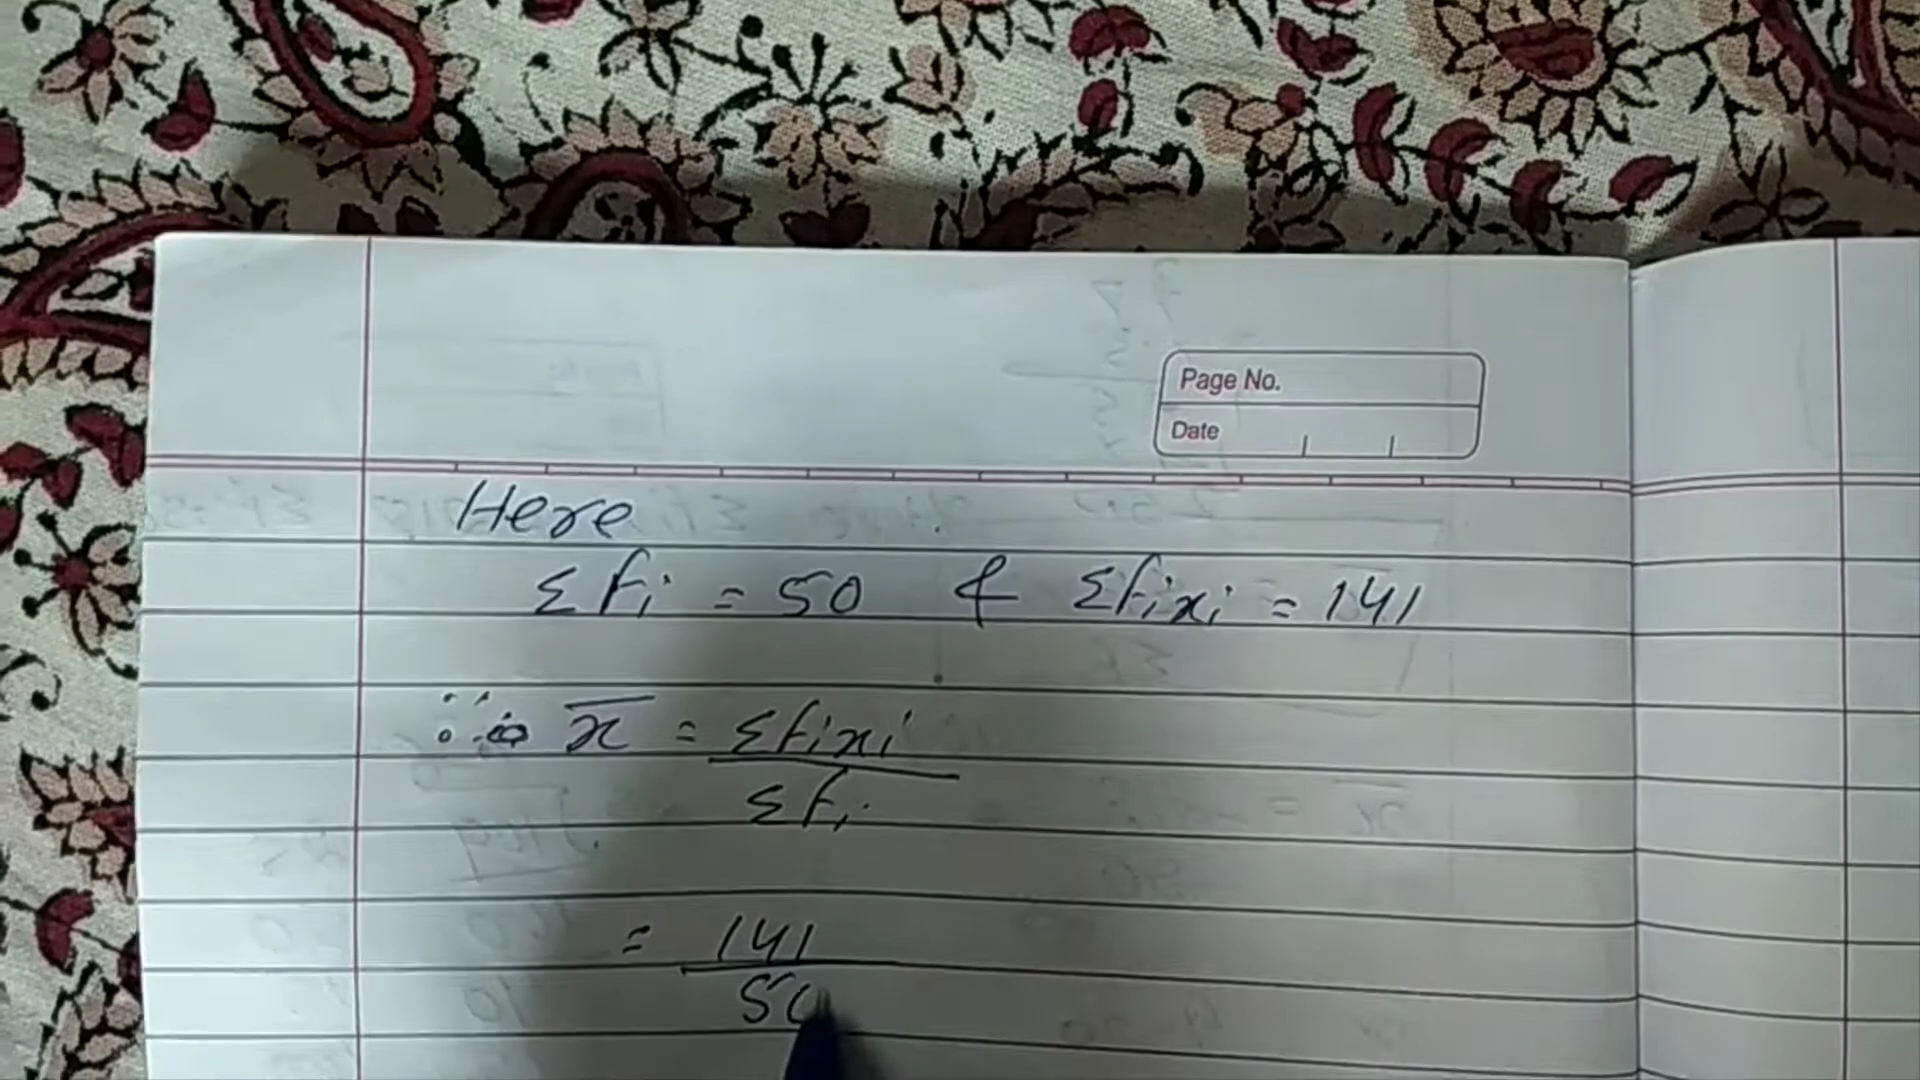 Page No.
Date
Here
Σfi = 50 & Σfixi = 141
∴ x̄ = Σfixi
Σfi
= 141
50